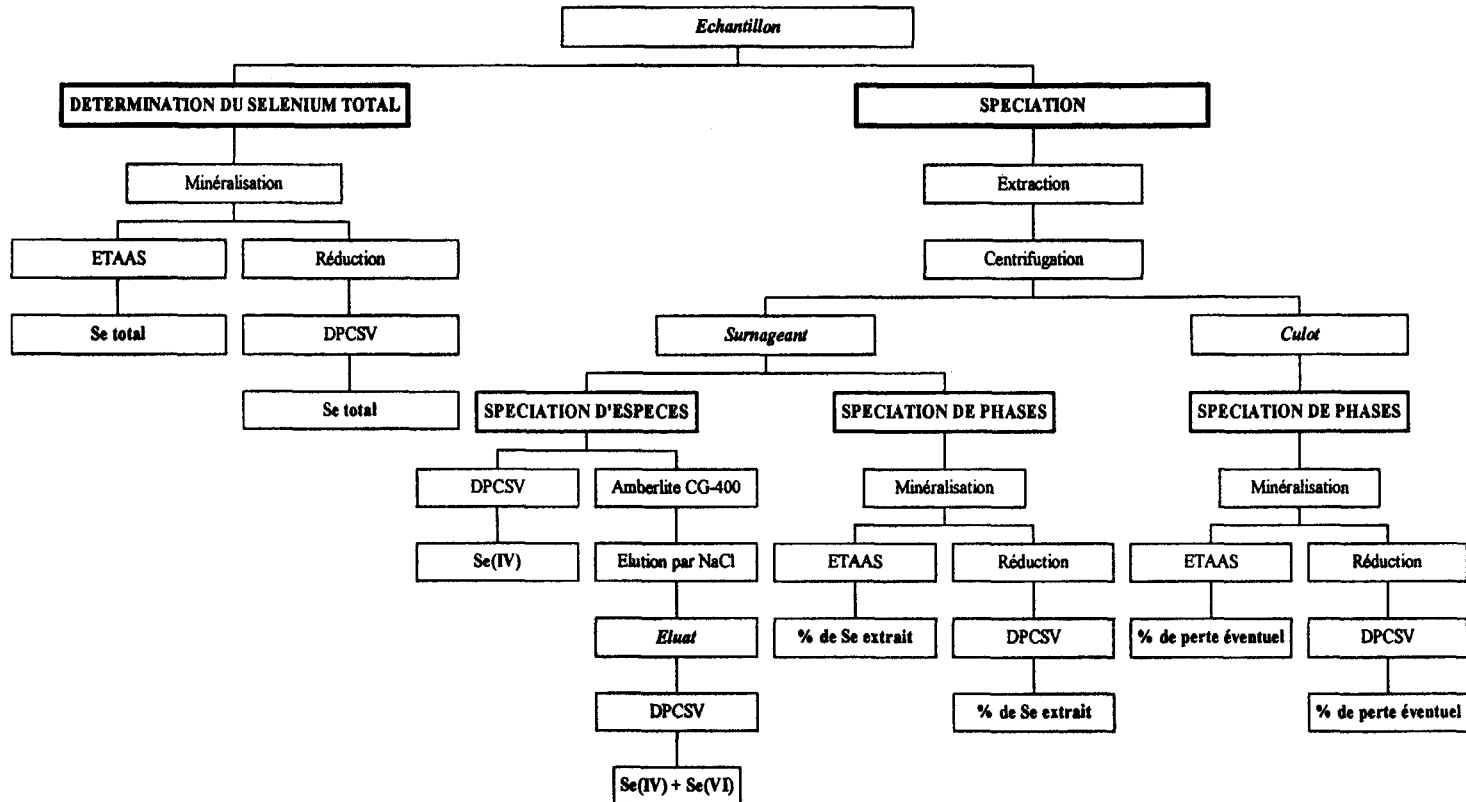 Echantillon
DETERMINATION DU SELENIUM TOTAL
SPECIATION
Minéralisation
Extraction
ETAAS
Réduction
Centrifugation
Se total
DPCSV
Surnageant
Culot
Se total
SPECIATION D'ESPECES
SPECIATION DE PHASES
SPECIATION DE PHASES
DPCSV
Amberlite CG-400
Minéralisation
Minéralisation
Se(IV)
Elution par NaCl
ETAAS
Réduction
ETAAS
Réduction
Eluat
% de Se extrait
DPCSV
% de perte éventuel
DPCSV
DPCSV
% de Se extrait
% de perte éventuel
Se(IV) + Se(VI)